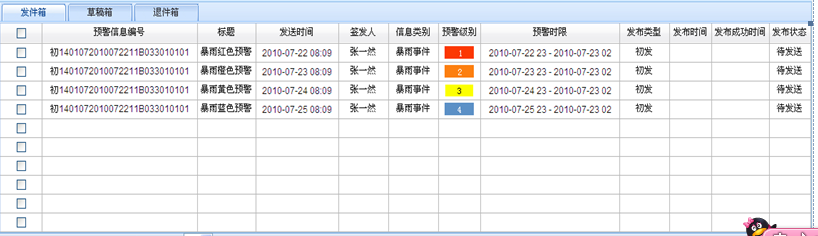 发件箱 草稿箱 退件箱
预警信息编号 标题 发送时间 签发人 信息类别 预警级别 预警时限 发布类型 发布时间 发布成功时间 发布状态
初1401072010072211B033010101 暴雨红色预警 2010-07-22 08:09 张一然 暴雨事件 1 2010-07-22 23 - 2010-07-23 02 初发 待发送
初1401072010072211B033010101 暴雨橙色预警 2010-07-23 08:09 张一然 暴雨事件 2 2010-07-23 23 - 2010-07-23 02 初发 待发送
初1401072010072211B033010101 暴雨黄色预警 2010-07-24 08:09 张一然 暴雨事件 3 2010-07-24 23 - 2010-07-23 02 初发 待发送
初1401072010072211B033010101 暴雨蓝色预警 2010-07-25 08:09 张一然 暴雨事件 4 2010-07-25 23 - 2010-07-23 02 初发 待发送